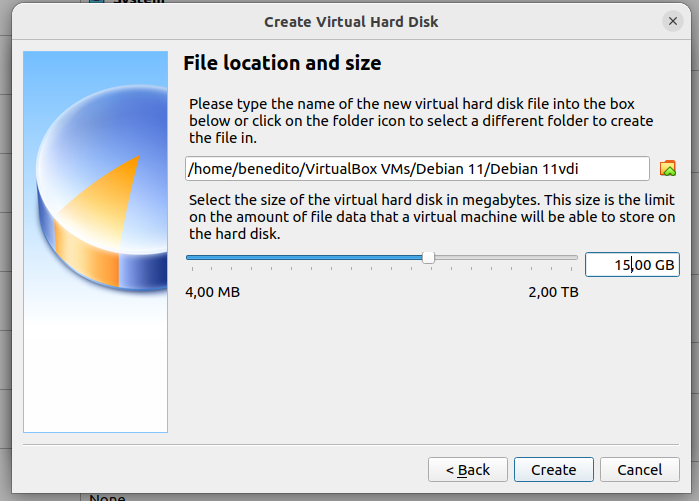 System
Create Virtual Hard Disk
File location and size
Please type the name of the new virtual hard disk file into the box
below or click on the folder icon to select a different folder to create
the file in.
/home/benedito/VirtualBox VMs/Debian 11/Debian 11vdi
Select the size of the virtual hard disk in megabytes. This size is the limit
on the amount of file data that a virtual machine will be able to store on
the hard disk.
15,00 GB
4,00 MB 2,00 TB
< Back Create Cancel
None